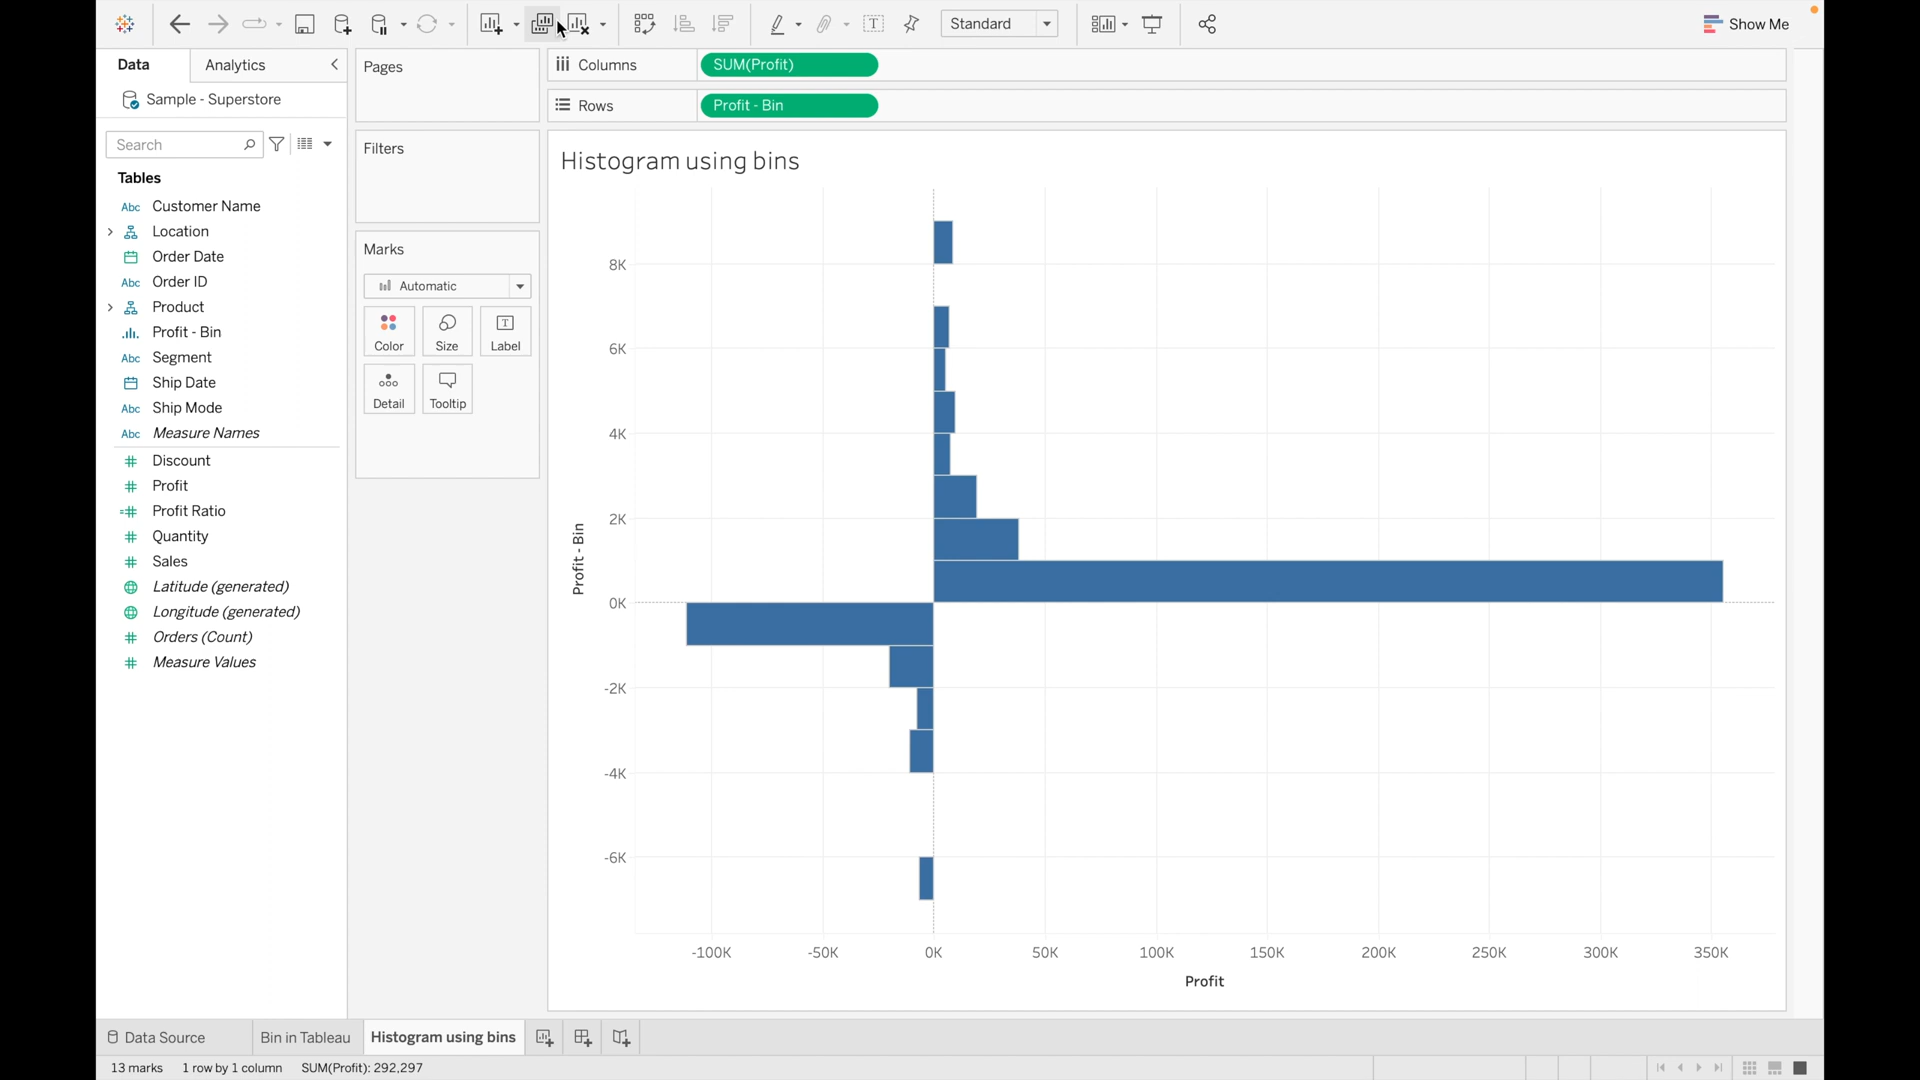 Standard
Show Me
Data
Analytics
Sample - Superstore
Search
Tables
Abc Customer Name
Location
Order Date
Abc Order ID
Product
Profit - Bin
Abc Segment
Ship Date
Abc Ship Mode
Abc Measure Names
Discount
Profit
Profit Ratio
Quantity
Sales
Latitude (generated)
Longitude (generated)
Orders (Count)
Measure Values
Pages
Filters
Marks
Automatic
Color
Size
Label
Detail
Tooltip
Columns
SUM(Profit)
Rows
Profit - Bin
Histogram using bins
8K
6K
4K
2K
0K
-2K
-4K
-6K
Profit - Bin
-100K
-50K
0K
50K
100K
150K
200K
250K
300K
350K
Profit
Data Source
Bin in Tableau
Histogram using bins
13 marks
1 row by 1 column
SUM(Profit): 292,297